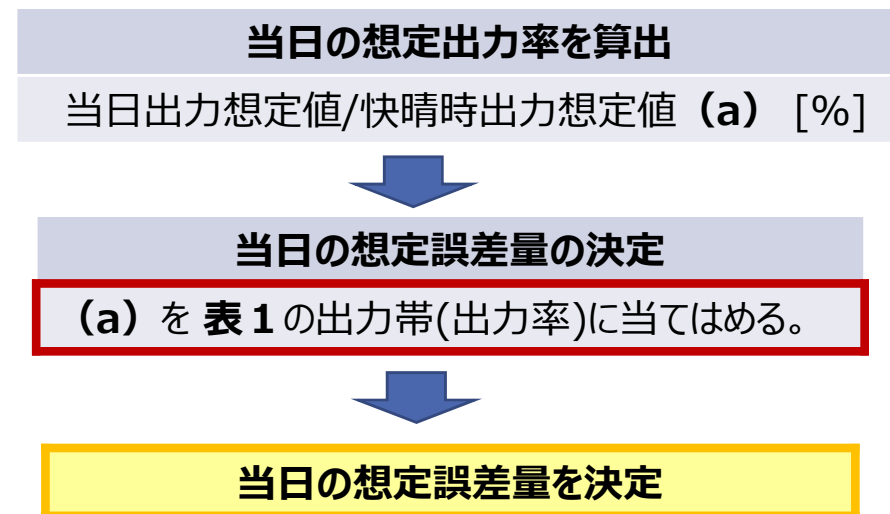 当日の想定出力率を算出
当日出力想定値/快晴時出力想定値（a） [%]
当日の想定誤差量の決定
（a）を 表１の出力帯(出力率)に当てはめる。
当日の想定誤差量を決定